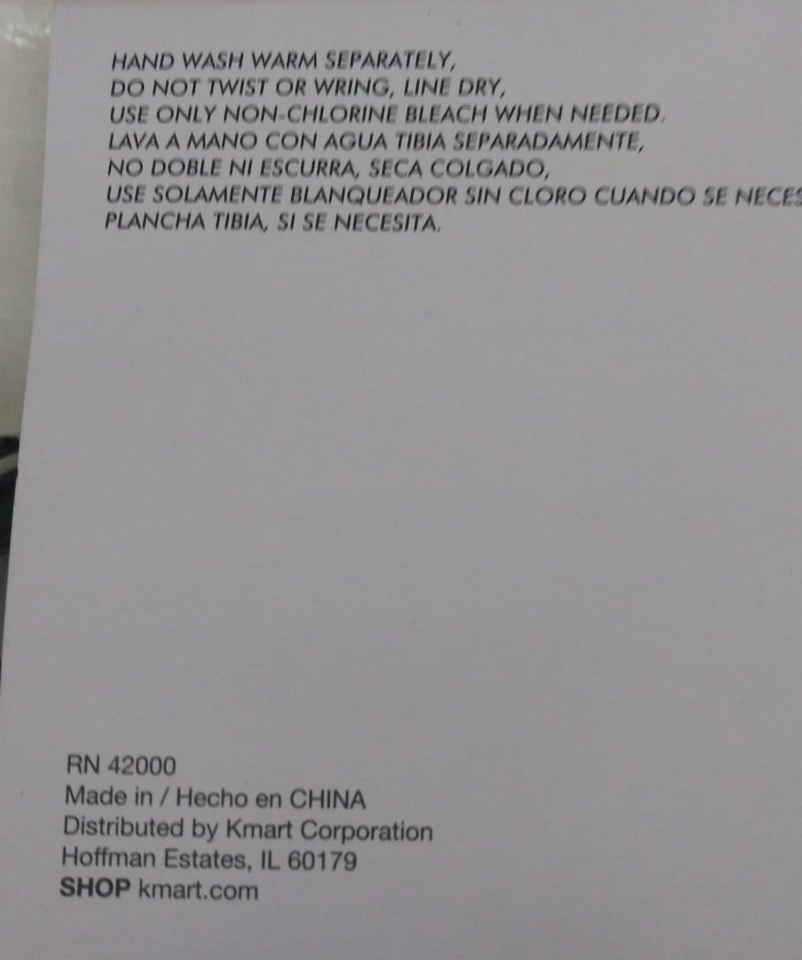 HAND WASH WARM SEPARATELY,
DO NOT TWIST OR WRING, LINE DRY,
USE ONLY NON-CHLORINE BLEACH WHEN NEEDED.
LAVA A MANO CON AGUA TIBIA SEPARADAMENTE,
NO DOBLE NI ESCURRA, SECA COLGADO,
USE SOLAMENTE BLANQUEADOR SIN CLORO CUANDO SE
PLANCHA TIBIA, SI SE NECESITA.
RN 42000
Made in / Hecho en CHINA
Distributed by Kmart Corporation
Hoffman Estates, IL 60179
SHOP kmart.com